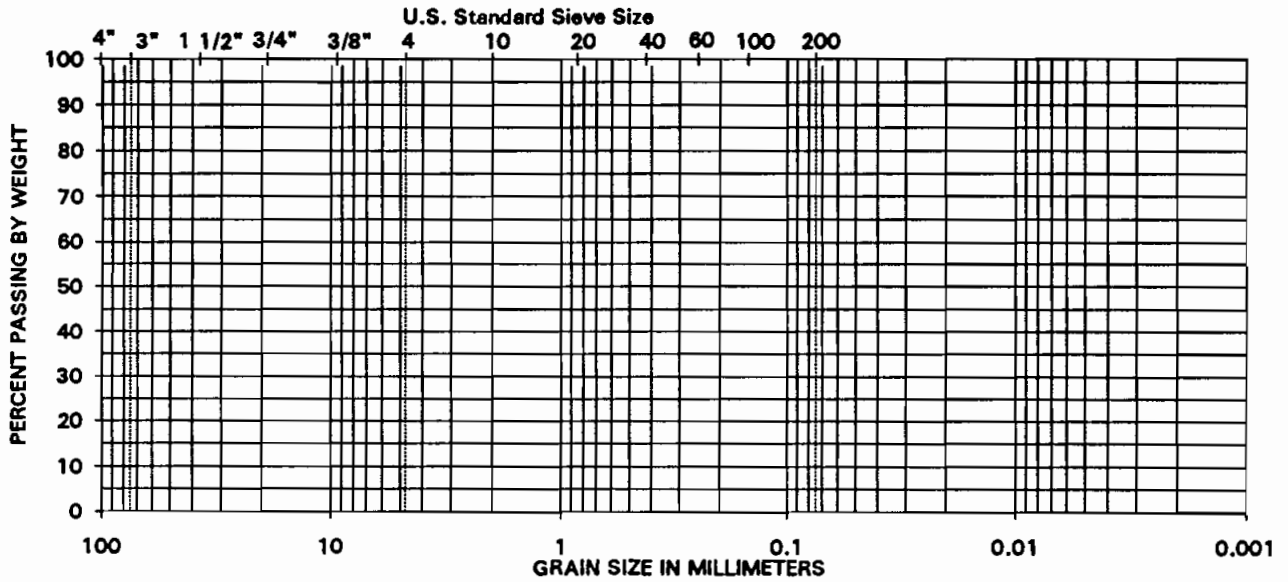 U.S. Standard Sieve Size
4" 3" 1 1/2" 3/4" 3/8" 4 10 20 40 60 100 200
PERCENT PASSING BY WEIGHT
100
90
80
70
60
50
40
30
20
10
0
100 10 1 0.1 0.01 0.001
GRAIN SIZE IN MILLIMETERS